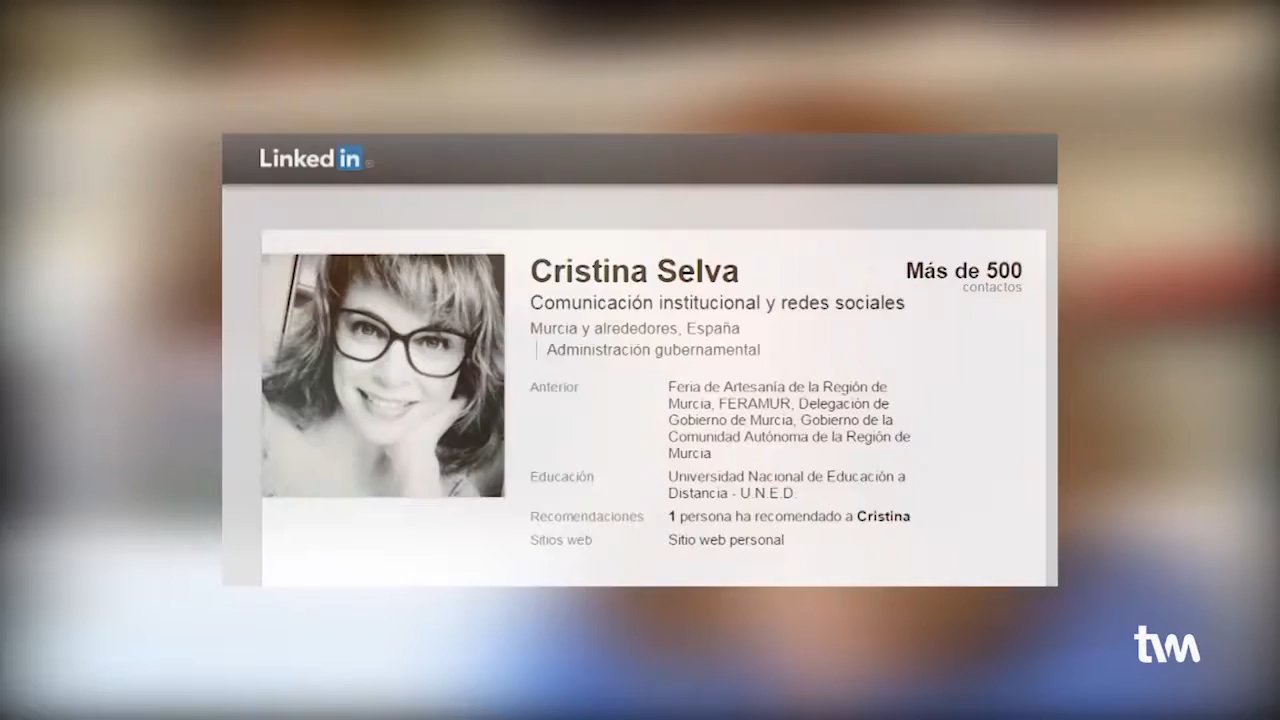 Linkedin
Cristina Selva
Más de 500
contactos
Comunicación institucional y redes sociales
Murcia y alrededores, España
Administración gubernamental
Anterior
Feria de Artesanía de la Región de
Murcia, FERAMUR, Delegación de
Gobierno de Murcia, Gobierno de la
Comunidad Autónoma de la Región de
Murcia
Educación
Universidad Nacional de Educación a
Distancia - U.N.E.D.
Recomendaciones
1 persona ha recomendado a Cristina
Sitios web
Sitio web personal
tvm